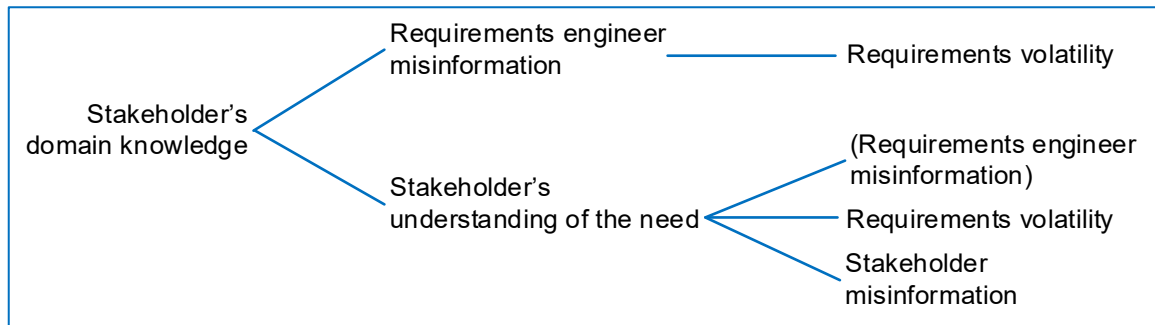 Requirements engineer
misinformation
Requirements volatility
Stakeholder's
domain knowledge
(Requirements engineer
misinformation)
Stakeholder's
understanding of the need
Requirements volatility
Stakeholder
misinformation